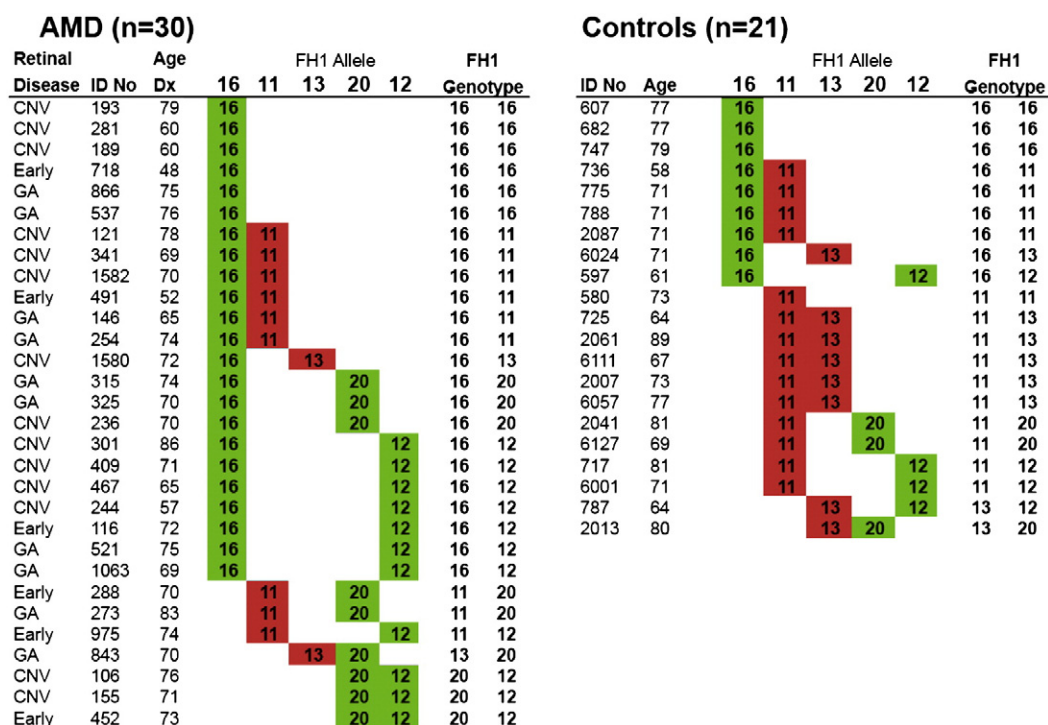 AMD (n=30)
Retinal Age FH1 Allele FH1
Disease ID No Dx 16 11 13 20 12 Genotype
CNV 193 79 16 16 16
CNV 281 60 16 16 16
CNV 189 60 16 16 16
Early 718 48 16 16 16
GA 866 75 16 16 16
GA 537 76 16 16 16
CNV 121 78 16 11 16 11
CNV 341 69 16 11 16 11
CNV 1582 70 16 11 16 11
Early 491 52 16 11 16 11
GA 146 65 16 11 16 11
GA 254 74 16 11 16 11
CNV 1580 72 16 13 16 13
GA 315 74 16 20 16 20
GA 325 70 16 20 16 20
CNV 236 70 16 20 16 20
CNV 301 86 16 12 16 12
CNV 409 71 16 12 16 12
CNV 467 65 16 12 16 12
CNV 244 57 16 12 16 12
Early 116 72 16 12 16 12
GA 521 75 16 12 16 12
GA 1063 69 16 12 16 12
Early 288 70 11 20 11 20
GA 273 83 11 20 11 20
Early 975 74 11 12 11 12
GA 843 70 13 20 13 20
CNV 106 76 20 12 20 12
CNV 155 71 20 12 20 12
Early 452 73 20 12 20 12
Controls (n=21)
FH1 Allele FH1
ID No Age 16 11 13 20 12 Genotype
607 77 16 16 16
682 77 16 16 16
747 79 16 16 16
736 58 16 11 16 11
775 71 16 11 16 11
788 71 16 11 16 11
2087 71 16 11 16 11
6024 71 16 13 16 13
597 61 16 12 16 12
580 73 11 11 11
725 64 11 13 11 13
2061 89 11 13 11 13
6111 67 11 13 11 13
2007 73 11 13 11 13
6057 77 11 13 11 13
2041 81 11 20 11 20
6127 69 11 20 11 20
717 81 11 12 11 12
6001 71 11 12 11 12
787 64 13 12 13 12
2013 80 13 20 13 20